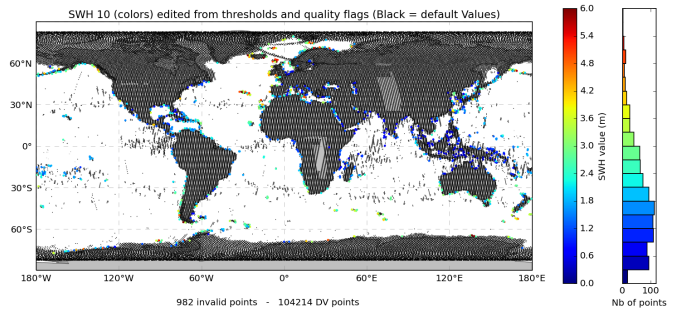 SWH 10 (colors) edited from thresholds and quality flags (Black = default Values)
60°N
30°N
0°
30°S
60°S
180°W 120°W 60°W 0° 60°E 120°E 180°E
982 invalid points - 104214 DV points
6.0
5.4
4.8
4.2
3.6
3.0
2.4
1.8
1.2
0.6
0.0
SWH value (m)
0 100
Nb of points